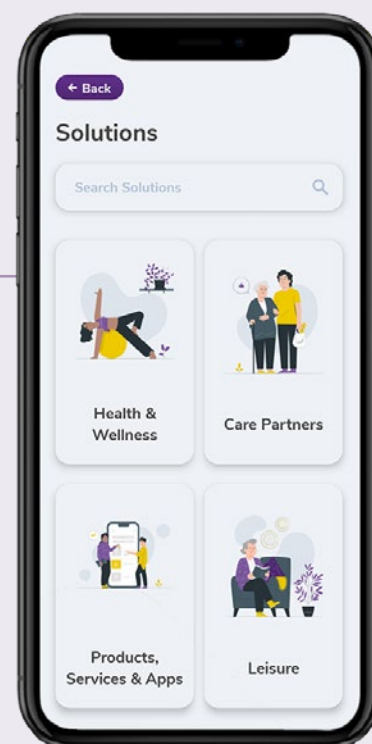 ← Back
Solutions
Search Solutions
Health &
Wellness
Care Partners
Products,
Services & Apps
Leisure